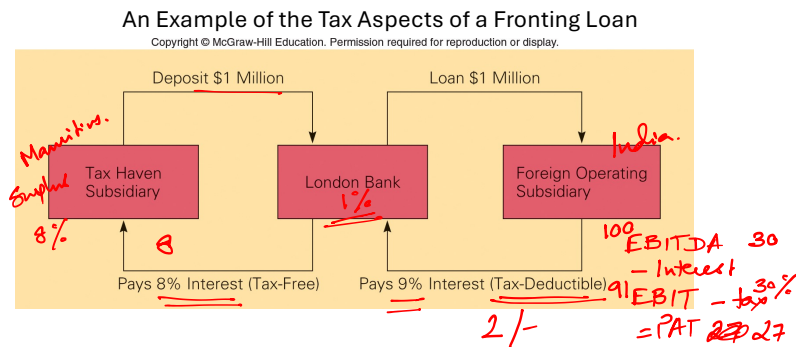 An Example of the Tax Aspects of a Fronting Loan
Copyright © McGraw-Hill Education. Permission required for reproduction or display.
Deposit $1 Million
Loan $1 Million
Mauritius.
India.
Surplus
Tax Haven
Subsidiary
London Bank
1%
Foreign Operating
Subsidiary
8%
8
100
EBITDA 30
- Interest
Pays 8% Interest (Tax-Free)
Pays 9% Interest (Tax-Deductible)
91 EBIT - tax 30%
2/-
= PAT 27